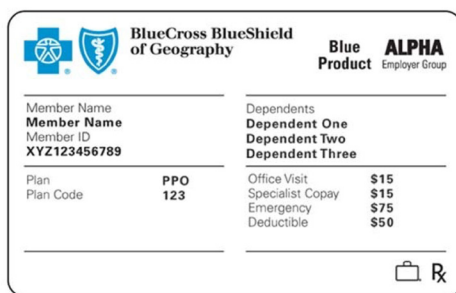 BlueCross BlueShield
of Geography
Blue
Product
ALPHA
Employer Group
Member Name
Member Name
Member ID
XYZ123456789
Dependents
Dependent One
Dependent Two
Dependent Three
Plan PPO
Plan Code 123
Office Visit $15
Specialist Copay $15
Emergency $75
Deductible $50
Rx